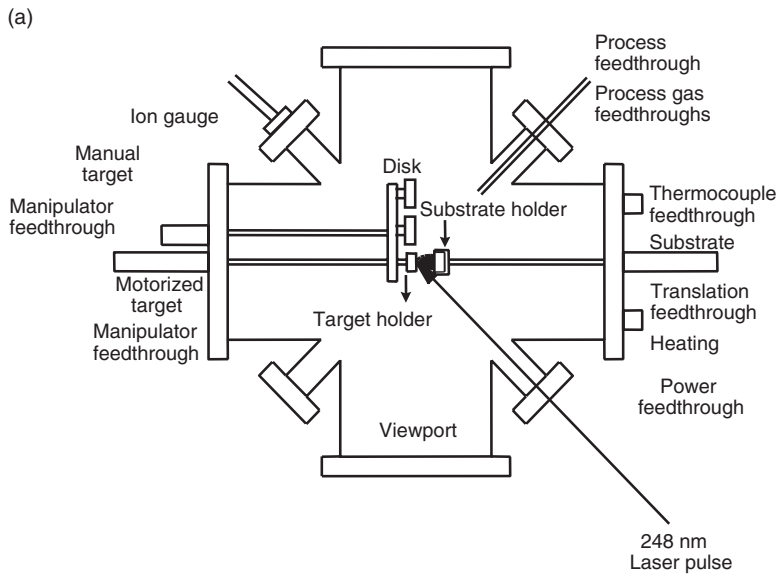 (a)
Process
feedthrough
Process gas
feedthroughs
Ion gauge
Manual
target
Manipulator
feedthrough
Motorized
target
Manipulator
feedthrough
Disk
Substrate holder
Target holder
Thermocouple
feedthrough
Substrate
Translation
feedthrough
Heating
Power
feedthrough
Viewport
248 nm
Laser pulse